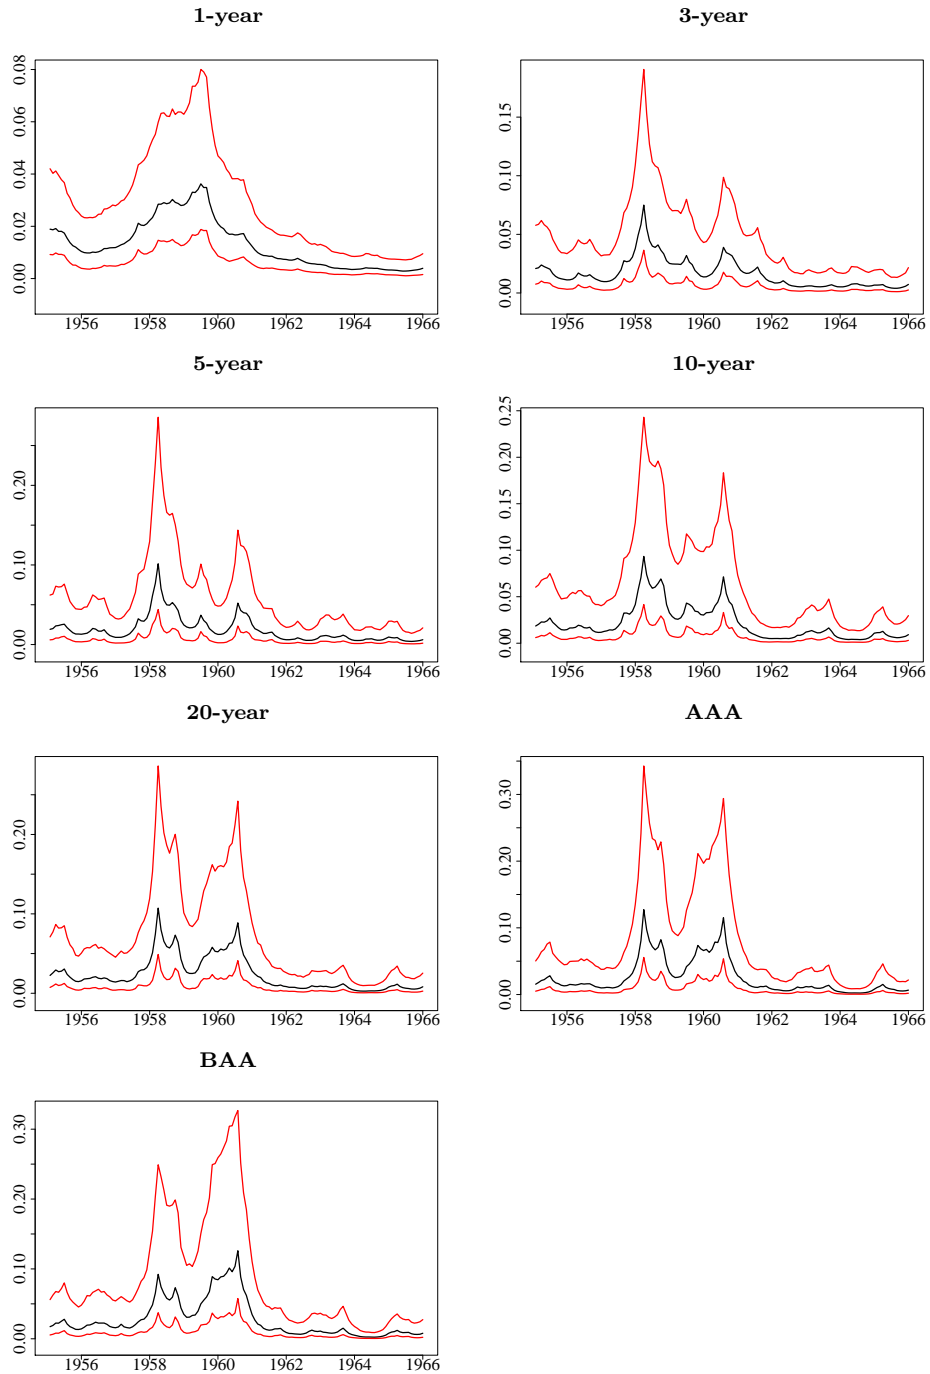 1-year
0.00 0.02 0.04 0.06 0.08
1956 1958 1960 1962 1964 1966
3-year
0.00 0.05 0.10 0.15
1956 1958 1960 1962 1964 1966
5-year
0.00 0.10 0.20
1956 1958 1960 1962 1964 1966
10-year
0.00 0.05 0.10 0.15 0.20 0.25
1956 1958 1960 1962 1964 1966
20-year
0.00 0.10 0.20
1956 1958 1960 1962 1964 1966
AAA
0.00 0.10 0.20 0.30
1956 1958 1960 1962 1964 1966
BAA
0.00 0.10 0.20 0.30
1956 1958 1960 1962 1964 1966